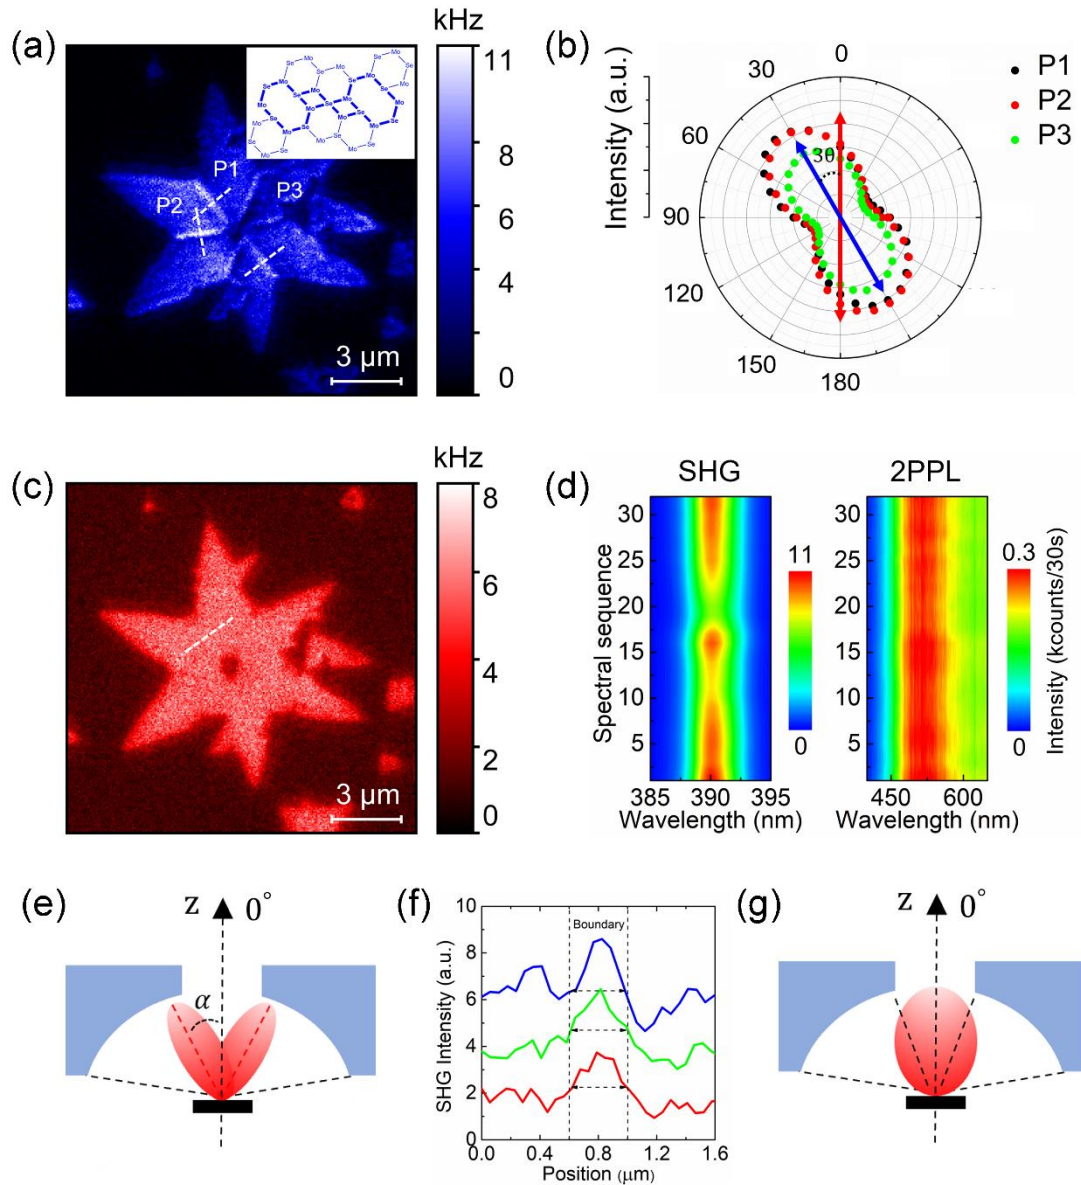 (a)
kHz
11
8
6
4
2
0
P1
P2
P3
3 μm
(b)
Intensity (a.u.)
0
30
60
90
120
150
180
30
P1
P2
P3
(c)
kHz
8
6
4
2
0
3 μm
(d)
SHG
2PPL
Spectral sequence
30
25
20
15
10
5
385 390 395
Wavelength (nm)
11
0
450 600
Wavelength (nm)
0.3
0
Intensity (kcounts/30s)
(e)
z 0°
α
(f)
SHG Intensity (a.u.)
10
8
6
4
2
0
Boundary
0.0 0.4 0.8 1.2 1.6
Position (μm)
(g)
z 0°